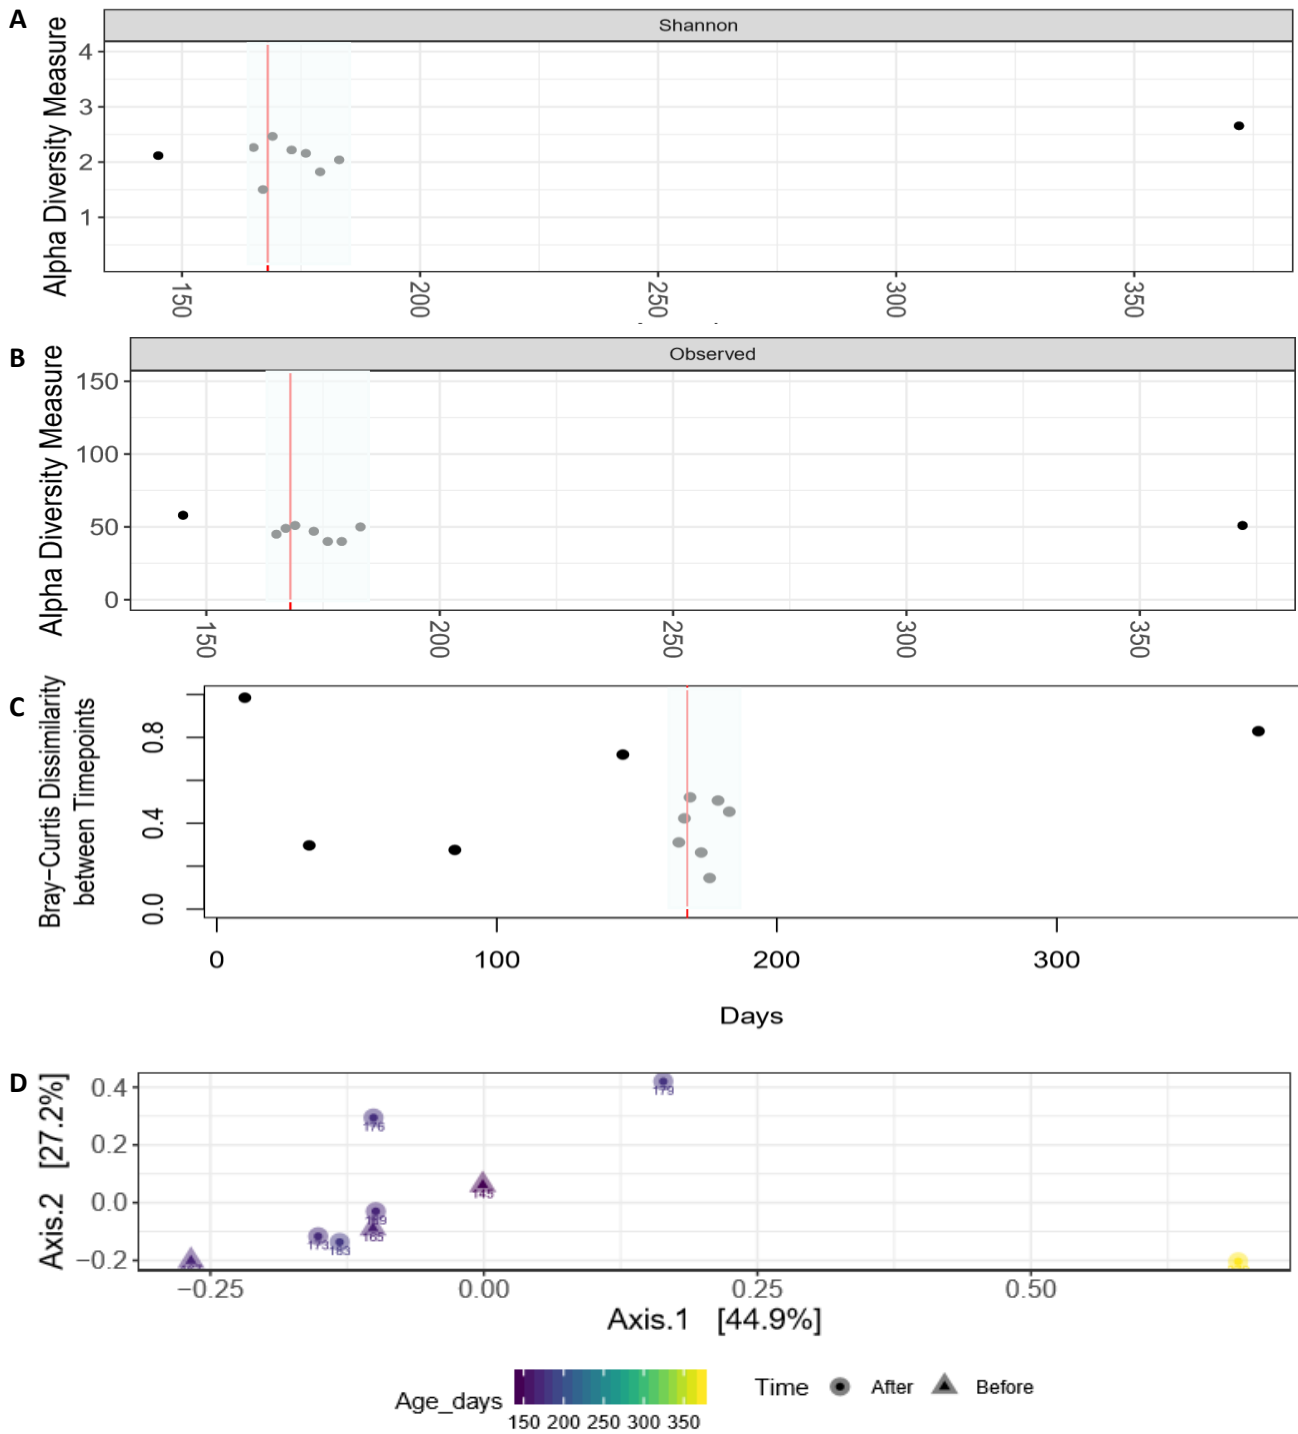 A
Shannon
Alpha Diversity Measure
4
3
2
1
150
200
250
300
350
B
Observed
Alpha Diversity Measure
150
100
50
0
150
200
250
300
350
C
Bray−Curtis Dissimilarity
between Timepoints
0.8
0.4
0.0
0
100
200
300
Days
D
Axis.2 [27.2%]
0.4
0.2
0.0
−0.2
179
176
145
169
165
173
183
−0.25
0.00
0.25
0.50
Axis.1 [44.9%]
Age_days
150 200 250 300 350
Time
After
Before